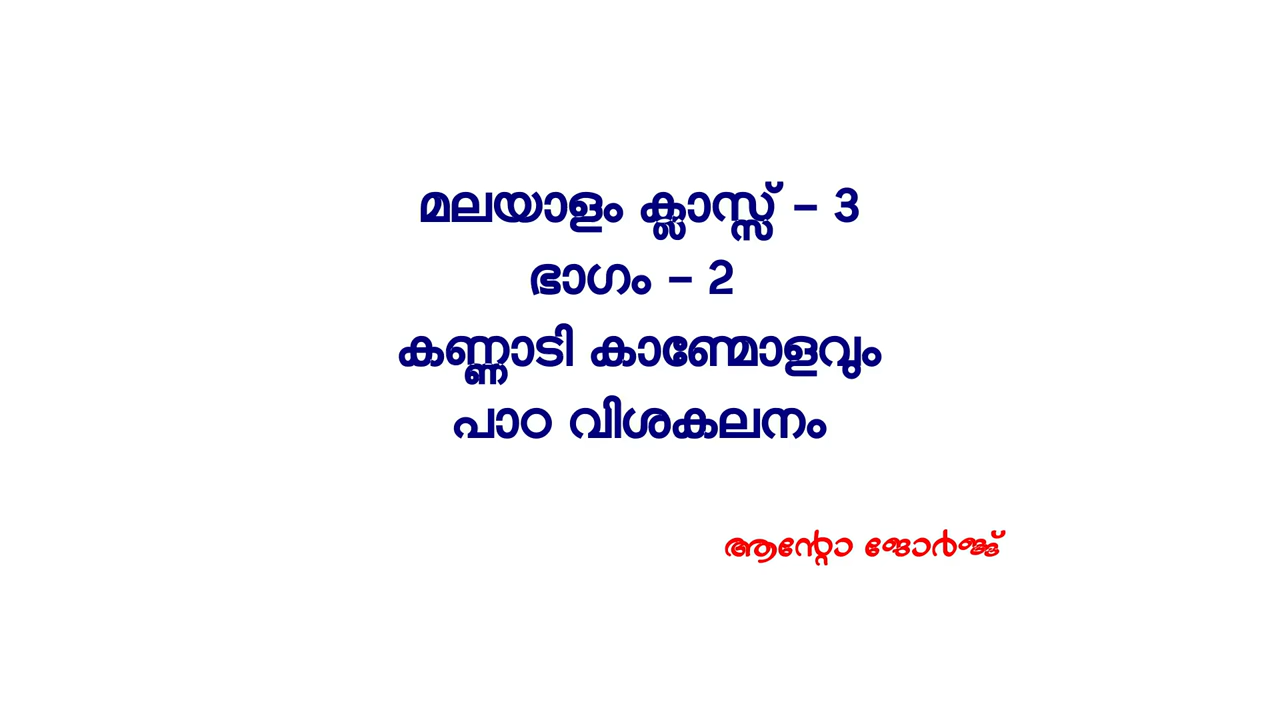 മലയാളം ക്ലാസ്സ് – 3
ഭാഗം – 2
കണ്ണാടി കാണ്മോളവും
പാഠ വിശകലനം
ആന്റോ ജോർജ്ജ്